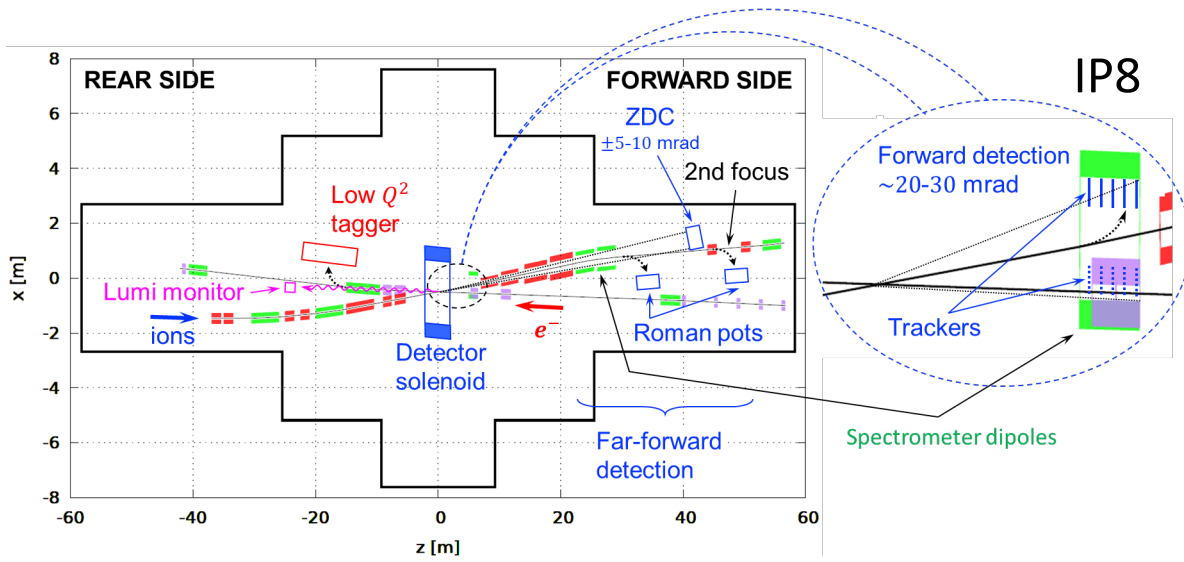 IP8
REAR SIDE
FORWARD SIDE
ZDC
±5-10 mrad
2nd focus
Low Q²
tagger
Lumi monitor
ions
Detector
solenoid
e⁻
Roman pots
Far-forward
detection
Forward detection
~20-30 mrad
Trackers
Spectrometer dipoles
x [m]
8
6
4
2
0
-2
-4
-6
-8
-60
-40
-20
0
20
40
60
z [m]